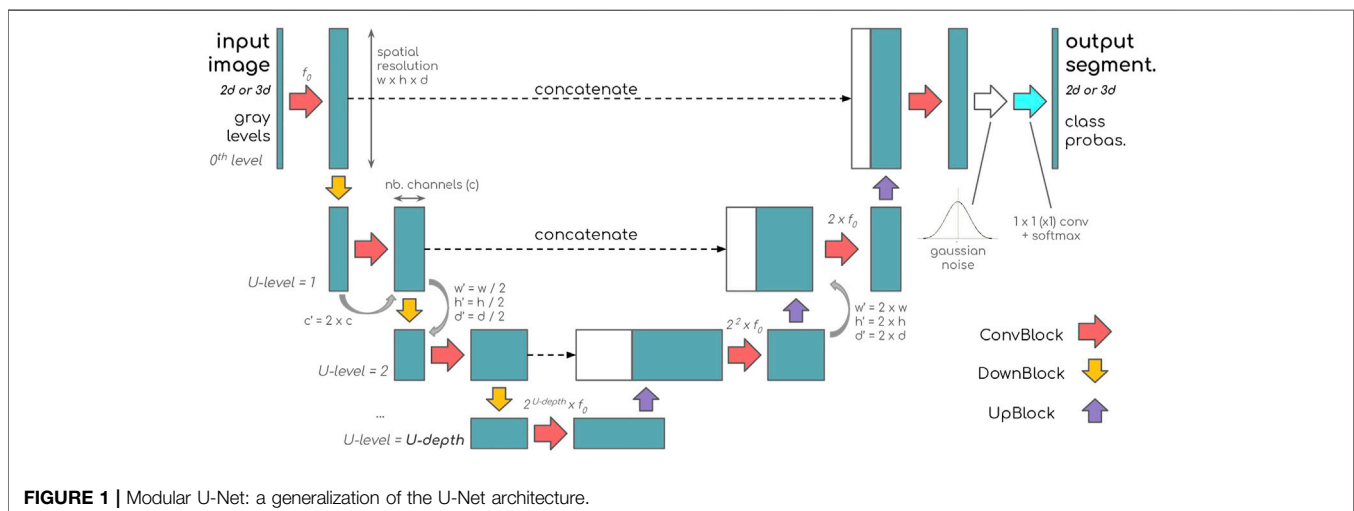 input
image
2d or 3d
gray
levels
0th level
f0
spatial
resolution
w x h x d
concatenate
output
segment.
2d or 3d
class
probas.
nb. channels (c)
concatenate
2 x f0
gaussian
noise
1 x 1 (x1) conv
+ softmax
U-level = 1
c' = 2 x c
w' = w / 2
h' = h / 2
d' = d / 2
2² x f0
w' = 2 x w
h' = 2 x h
d' = 2 x d
U-level = 2
...
2^U-depth x f0
U-level = U-depth
ConvBlock
DownBlock
UpBlock
FIGURE 1 | Modular U-Net: a generalization of the U-Net architecture.